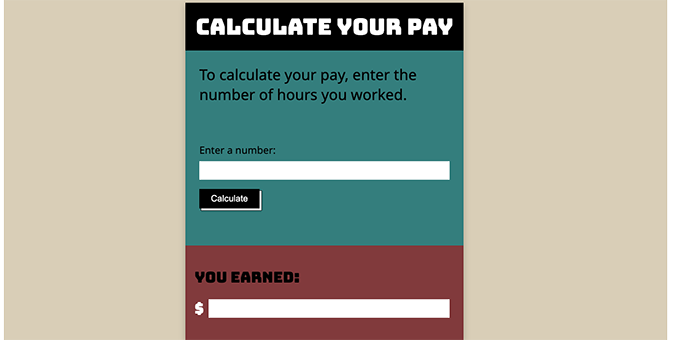 CALCULATE YOUR PAY
To calculate your pay, enter the
number of hours you worked.
Enter a number:
Calculate
YOU EARNED:
$